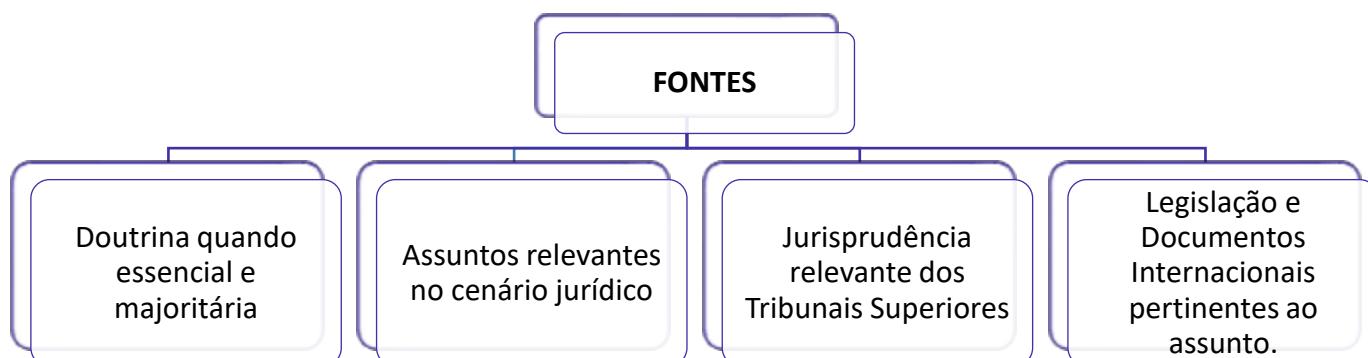 FONTES
Doutrina quando
essencial e
majoritária
Assuntos relevantes
no cenário jurídico
Jurisprudência
relevante dos
Tribunais Superiores
Legislação e
Documentos
Internacionais
pertinentes ao
assunto.